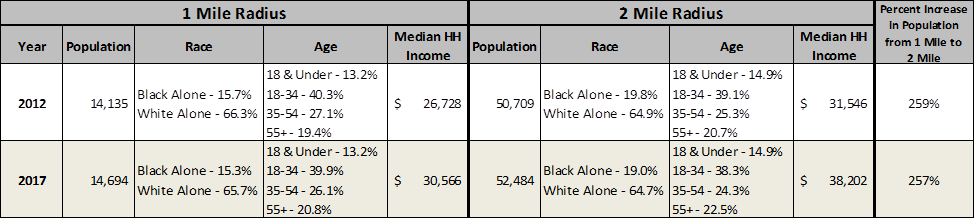 1 Mile Radius 2 Mile Radius Percent Increase in Population from 1 Mile to 2 Mile
Year Population Race Age Median HH Income Population Race Age Median HH Income
2012 14,135 Black Alone - 15.7% White Alone - 66.3% 18 & Under - 13.2% 18-34 - 40.3% 35-54 - 27.1% 55+ - 19.4% $ 26,728 50,709 Black Alone - 19.8% White Alone - 64.9% 18 & Under - 14.9% 18-34 - 39.1% 35-54 - 25.3% 55+ - 20.7% $ 31,546 259%
2017 14,694 Black Alone - 15.3% White Alone - 65.7% 18 & Under - 13.2% 18-34 - 39.9% 35-54 - 26.1% 55+ - 20.8% $ 30,566 52,484 Black Alone - 19.0% White Alone - 64.7% 18 & Under - 14.9% 18-34 - 38.3% 35-54 - 24.3% 55+ - 22.5% $ 38,202 257%